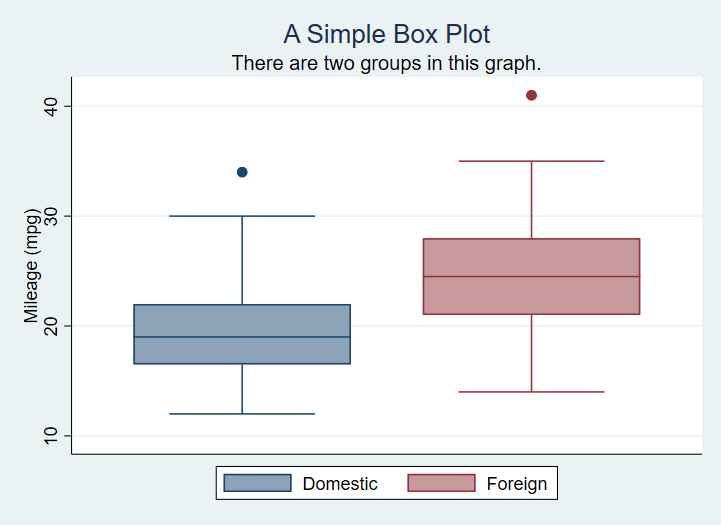 A Simple Box Plot
There are two groups in this graph.
Mileage (mpg)
40
30
20
10
Domestic
Foreign